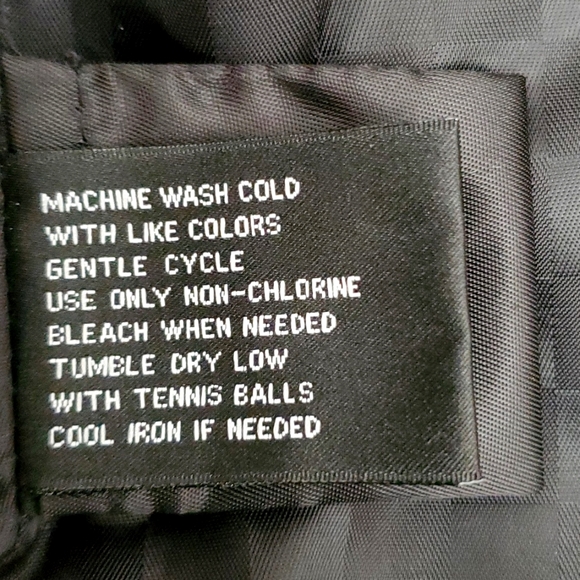 MACHINE WASH COLD
WITH LIKE COLORS
GENTLE CYCLE
USE ONLY NON-CHLORINE
BLEACH WHEN NEEDED
TUMBLE DRY LOW
WITH TENNIS BALLS
COOL IRON IF NEEDED